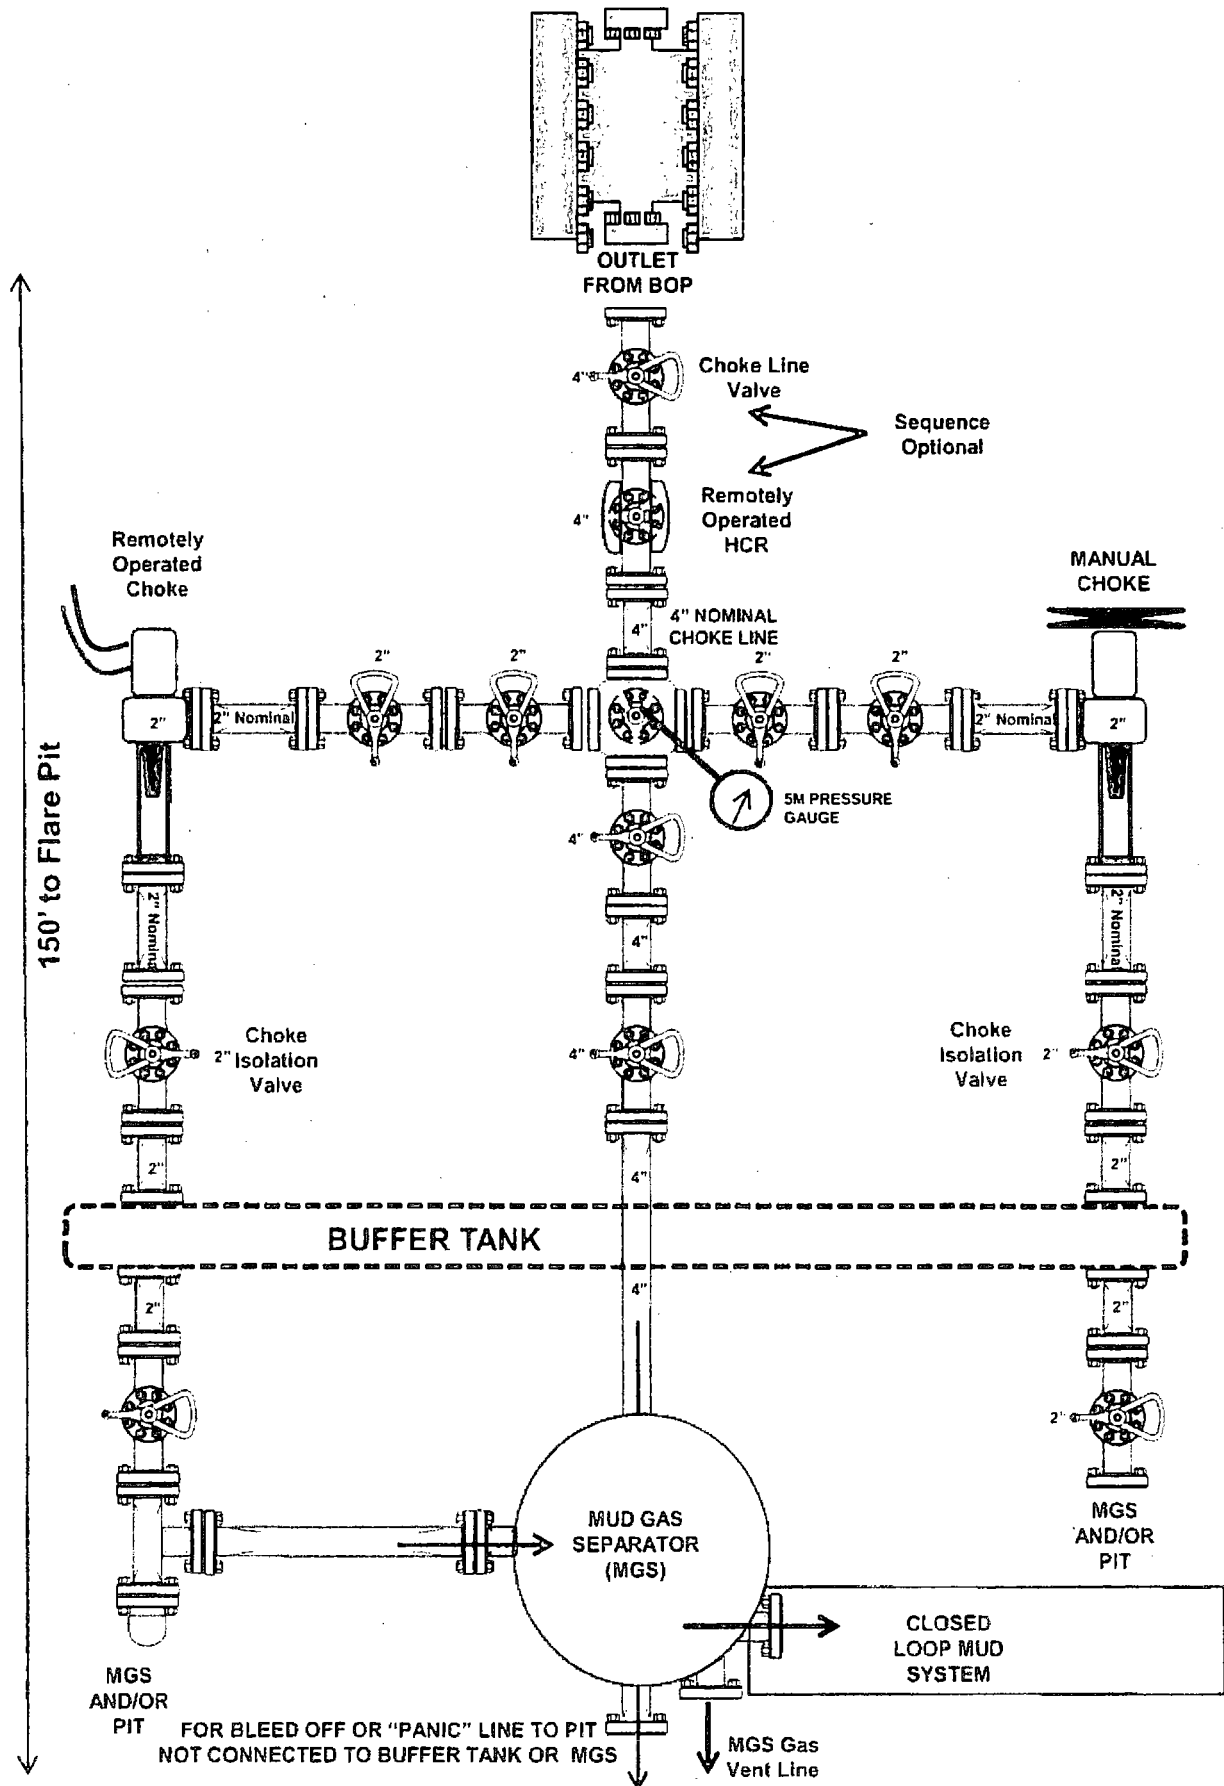 OUTLET
FROM BOP
4"
Choke Line
Valve
Sequence
Optional
4"
Remotely
Operated
HCR
Remotely
Operated
Choke
MANUAL
CHOKE
4"
4" NOMINAL
CHOKE LINE
2"
2"
2"
2"
2"
2" Nominal
2" Nominal
2"
5M PRESSURE
GAUGE
150' to Flare Pit
4"
2" Nominal
4"
2" Nominal
Choke
2" Isolation
Valve
4"
Choke
Isolation
Valve
2"
2"
4"
2"
BUFFER TANK
2"
4"
2"
2"
MUD GAS
SEPARATOR
(MGS)
MGS
AND/OR
PIT
CLOSED
LOOP MUD
SYSTEM
MGS
AND/OR
PIT
FOR BLEED OFF OR "PANIC" LINE TO PIT
NOT CONNECTED TO BUFFER TANK OR MGS
MGS Gas
Vent Line